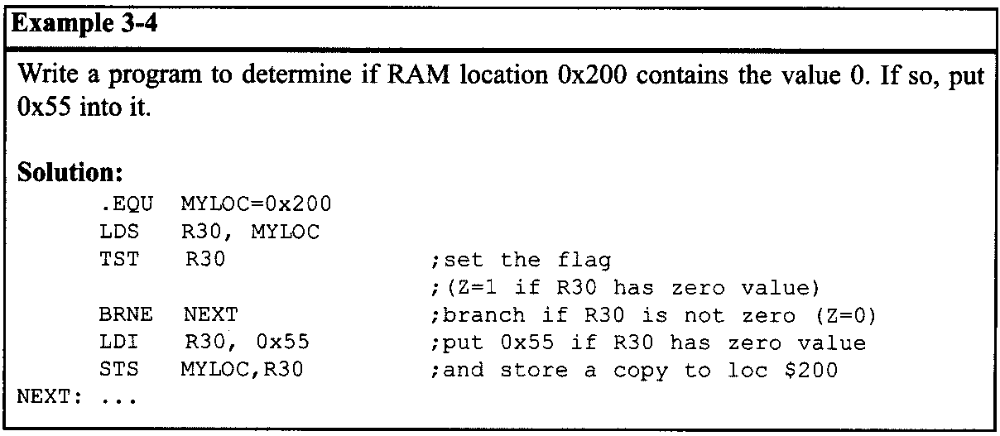 Example 3-4
Write a program to determine if RAM location 0x200 contains the value 0. If so, put
0x55 into it.
Solution:
.EQU MYLOC=0x200
LDS R30, MYLOC
TST R30 ;set the flag
;(Z=1 if R30 has zero value)
BRNE NEXT ;branch if R30 is not zero (Z=0)
LDI R30, 0x55 ;put 0x55 if R30 has zero value
STS MYLOC,R30 ;and store a copy to loc $200
NEXT: ...